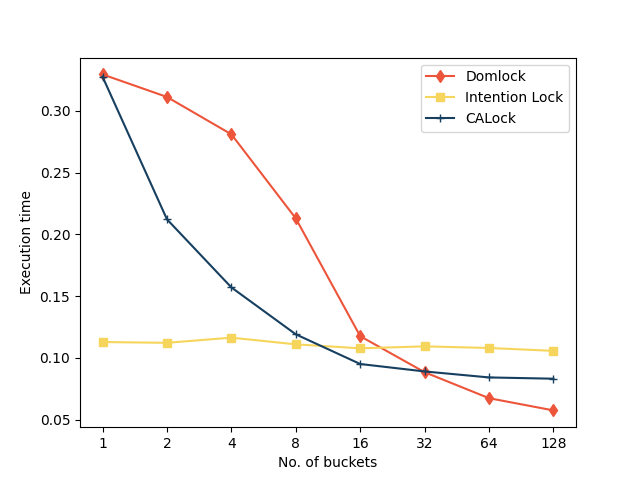 Domlock
Intention Lock
CALock
0.30
0.25
0.20
0.15
0.10
0.05
Execution time
1 2 4 8 16 32 64 128
No. of buckets